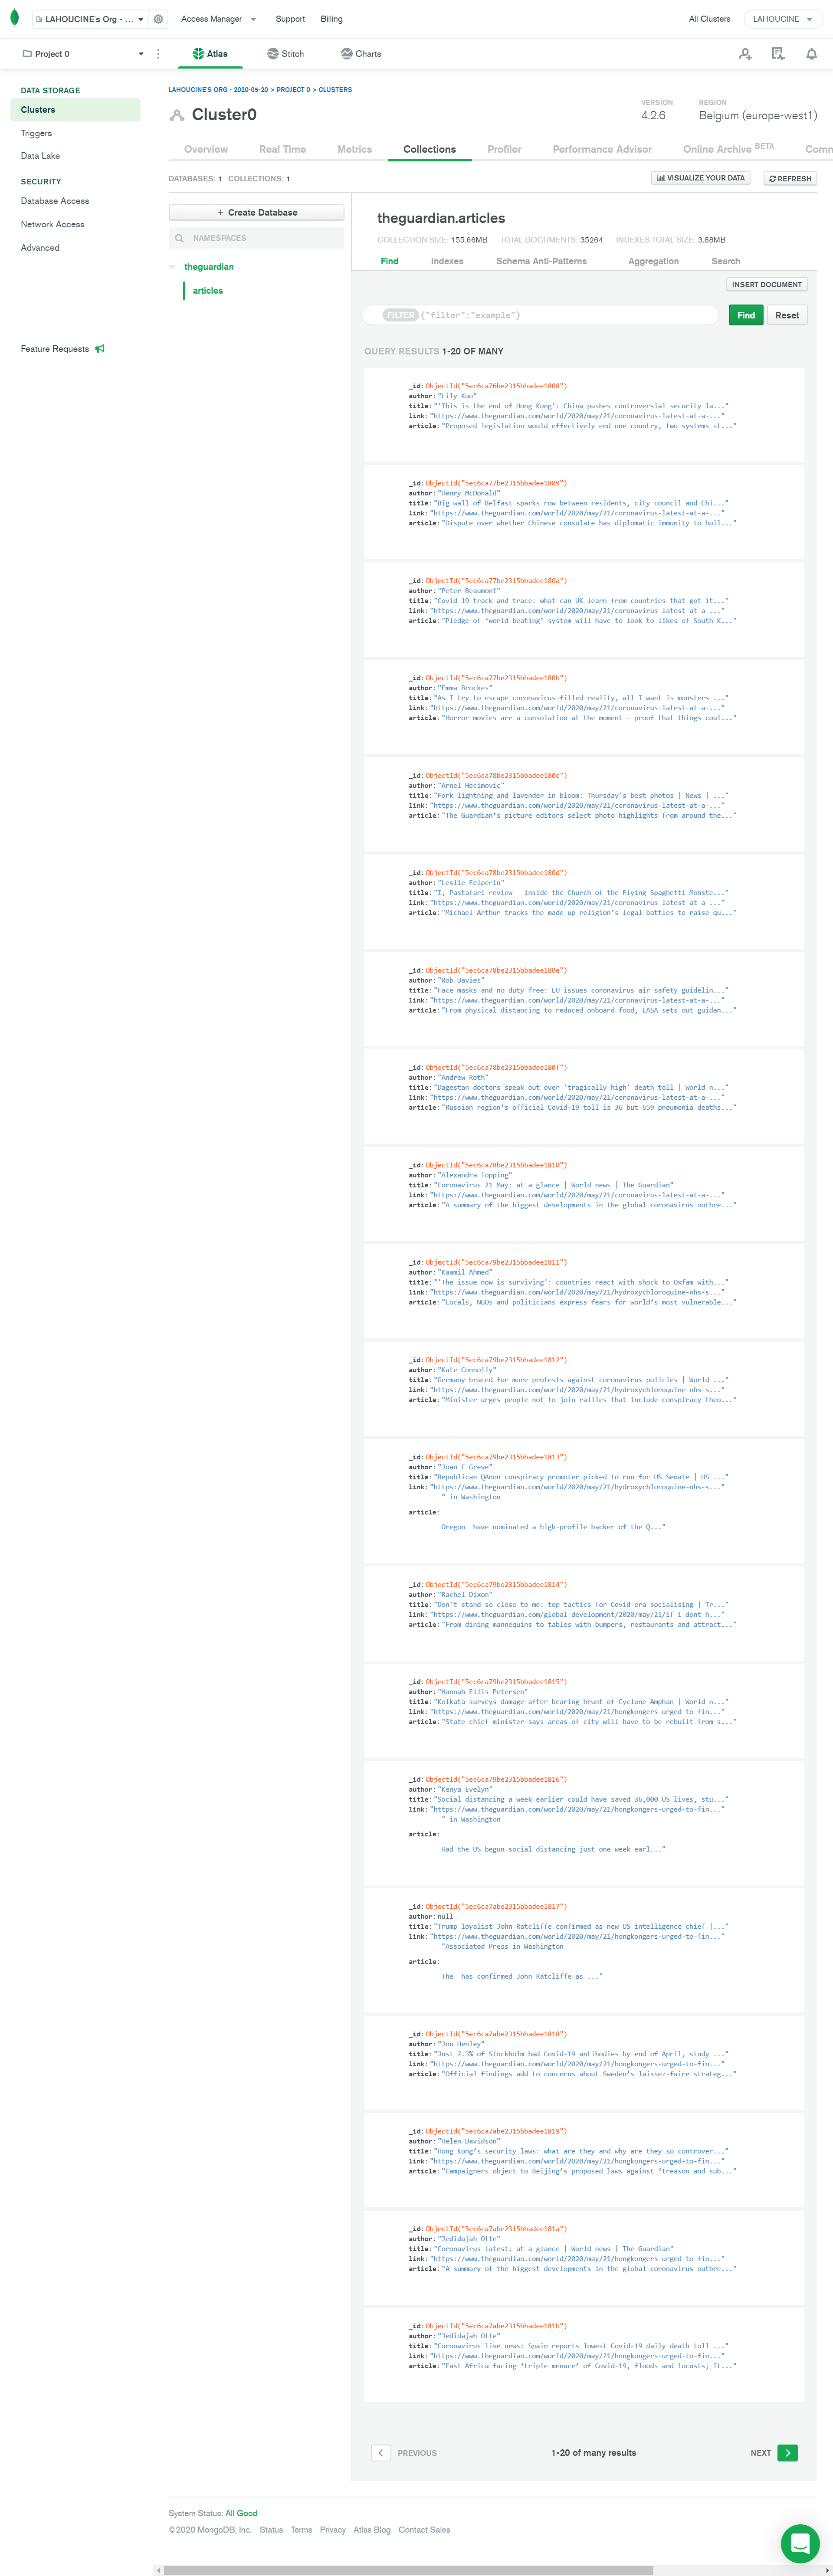 LAHOUCINE's Org - ...
Access Manager
Support
Billing
All Clusters
LAHOUCINE
Project 0
Atlas
Stitch
Charts
DATA STORAGE
Clusters
Triggers
Data Lake
SECURITY
Database Access
Network Access
Advanced
Feature Requests
LAHOUCINE'S ORG - 2020-05-20 > PROJECT 0 > CLUSTERS
Cluster0
VERSION
4.2.6
REGION
Belgium (europe-west1)
Overview
Real Time
Metrics
Collections
Profiler
Performance Advisor
Online Archive BETA
Comm
DATABASES: 1 COLLECTIONS: 1
VISUALIZE YOUR DATA
REFRESH
+ Create Database
NAMESPACES
theguardian
articles
theguardian.articles
COLLECTION SIZE: 155.66MB TOTAL DOCUMENTS: 35264 INDEXES TOTAL SIZE: 3.88MB
Find
Indexes
Schema Anti-Patterns
Aggregation
Search
INSERT DOCUMENT
FILTER {"filter":"example"}
Find
Reset
QUERY RESULTS 1-20 OF MANY
_id: ObjectId("5ec6ca76be2315bbadee1808")
author: "Lily Kuo"
title: "'This is the end of Hong Kong': China pushes controversial security la..."
link: "https://www.theguardian.com/world/2020/may/21/coronavirus-latest-at-a-..."
article: "Proposed legislation would effectively end one country, two systems st..."
_id: ObjectId("5ec6ca77be2315bbadee1809")
author: "Henry McDonald"
title: "Big wall of Belfast sparks row between residents, city council and Chi..."
link: "https://www.theguardian.com/world/2020/may/21/coronavirus-latest-at-a-..."
article: "Dispute over whether Chinese consulate has diplomatic immunity to buil..."
_id: ObjectId("5ec6ca77be2315bbadee180a")
author: "Peter Beaumont"
title: "Covid-19 track and trace: what can UK learn from countries that got it..."
link: "https://www.theguardian.com/world/2020/may/21/coronavirus-latest-at-a-..."
article: "Pledge of ‘world-beating’ system will have to look to likes of South K..."
_id: ObjectId("5ec6ca77be2315bbadee180b")
author: "Emma Brockes"
title: "As I try to escape coronavirus-filled reality, all I want is monsters ..."
link: "https://www.theguardian.com/world/2020/may/21/coronavirus-latest-at-a-..."
article: "Horror movies are a consolation at the moment – proof that things coul..."
_id: ObjectId("5ec6ca78be2315bbadee180c")
author: "Arnel Hecimovic"
title: "Fork lightning and lavender in bloom: Thursday's best photos | News | ..."
link: "https://www.theguardian.com/world/2020/may/21/coronavirus-latest-at-a-..."
article: "The Guardian’s picture editors select photo highlights from around the..."
_id: ObjectId("5ec6ca78be2315bbadee180d")
author: "Leslie Felperin"
title: "I, Pastafari review – inside the Church of the Flying Spaghetti Monste..."
link: "https://www.theguardian.com/world/2020/may/21/coronavirus-latest-at-a-..."
article: "Michael Arthur tracks the made-up religion’s legal battles to raise qu..."
_id: ObjectId("5ec6ca78be2315bbadee180e")
author: "Rob Davies"
title: "Face masks and no duty free: EU issues coronavirus air safety guidelin..."
link: "https://www.theguardian.com/world/2020/may/21/coronavirus-latest-at-a-..."
article: "From physical distancing to reduced onboard food, EASA sets out guidan..."
_id: ObjectId("5ec6ca78be2315bbadee180f")
author: "Andrew Roth"
title: "Dagestan doctors speak out over 'tragically high' death toll | World n..."
link: "https://www.theguardian.com/world/2020/may/21/coronavirus-latest-at-a-..."
article: "Russian region’s official Covid-19 toll is 36 but 659 pneumonia deaths..."
_id: ObjectId("5ec6ca78be2315bbadee1810")
author: "Alexandra Topping"
title: "Coronavirus 21 May: at a glance | World news | The Guardian"
link: "https://www.theguardian.com/world/2020/may/21/coronavirus-latest-at-a-..."
article: "A summary of the biggest developments in the global coronavirus outbre..."
_id: ObjectId("5ec6ca79be2315bbadee1811")
author: "Kaamil Ahmed"
title: "'The issue now is surviving': countries react with shock to Oxfam with..."
link: "https://www.theguardian.com/world/2020/may/21/hydroxychloroquine-nhs-s..."
article: "Locals, NGOs and politicians express fears for world’s most vulnerable..."
_id: ObjectId("5ec6ca79be2315bbadee1812")
author: "Kate Connolly"
title: "Germany braced for more protests against coronavirus policies | World ..."
link: "https://www.theguardian.com/world/2020/may/21/hydroxychloroquine-nhs-s..."
article: "Minister urges people not to join rallies that include conspiracy theo..."
_id: ObjectId("5ec6ca79be2315bbadee1813")
author: "Joan E Greve"
title: "Republican QAnon conspiracy promoter picked to run for US Senate | US ..."
link: "https://www.theguardian.com/world/2020/may/21/hydroxychloroquine-nhs-s..."
" in Washington
article:
Oregon have nominated a high-profile backer of the Q..."
_id: ObjectId("5ec6ca79be2315bbadee1814")
author: "Rachel Dixon"
title: "Don't stand so close to me: top tactics for Covid-era socialising | Tr..."
link: "https://www.theguardian.com/global-development/2020/may/21/if-i-dont-h..."
article: "From dining mannequins to tables with bumpers, restaurants and attract..."
_id: ObjectId("5ec6ca79be2315bbadee1815")
author: "Hannah Ellis-Petersen"
title: "Kolkata surveys damage after bearing brunt of Cyclone Amphan | World n..."
link: "https://www.theguardian.com/world/2020/may/21/hongkongers-urged-to-fin..."
article: "State chief minister says areas of city will have to be rebuilt from s..."
_id: ObjectId("5ec6ca79be2315bbadee1816")
author: "Kenya Evelyn"
title: "Social distancing a week earlier could have saved 36,000 US lives, stu..."
link: "https://www.theguardian.com/world/2020/may/21/hongkongers-urged-to-fin..."
" in Washington
article:
Had the US begun social distancing just one week earl..."
_id: ObjectId("5ec6ca7abe2315bbadee1817")
author: null
title: "Trump loyalist John Ratcliffe confirmed as new US intelligence chief |..."
link: "https://www.theguardian.com/world/2020/may/21/hongkongers-urged-to-fin..."
"Associated Press in Washington
article:
The has confirmed John Ratcliffe as ..."
_id: ObjectId("5ec6ca7abe2315bbadee1818")
author: "Jon Henley"
title: "Just 7.3% of Stockholm had Covid-19 antibodies by end of April, study ..."
link: "https://www.theguardian.com/world/2020/may/21/hongkongers-urged-to-fin..."
article: "Official findings add to concerns about Sweden’s laissez-faire strateg..."
_id: ObjectId("5ec6ca7abe2315bbadee1819")
author: "Helen Davidson"
title: "Hong Kong’s security laws: what are they and why are they so controver..."
link: "https://www.theguardian.com/world/2020/may/21/hongkongers-urged-to-fin..."
article: "Campaigners object to Beijing’s proposed laws against ‘treason and sub..."
_id: ObjectId("5ec6ca7abe2315bbadee181a")
author: "Jedidajah Otte"
title: "Coronavirus latest: at a glance | World news | The Guardian"
link: "https://www.theguardian.com/world/2020/may/21/hongkongers-urged-to-fin..."
article: "A summary of the biggest developments in the global coronavirus outbre..."
_id: ObjectId("5ec6ca7abe2315bbadee181b")
author: "Jedidajah Otte"
title: "Coronavirus live news: Spain reports lowest Covid-19 daily death toll ..."
link: "https://www.theguardian.com/world/2020/may/21/hongkongers-urged-to-fin..."
article: "East Africa facing ‘triple menace’ of Covid-19, floods and locusts; It..."
PREVIOUS
1-20 of many results
NEXT
System Status: All Good
©2020 MongoDB, Inc. Status Terms Privacy Atlas Blog Contact Sales